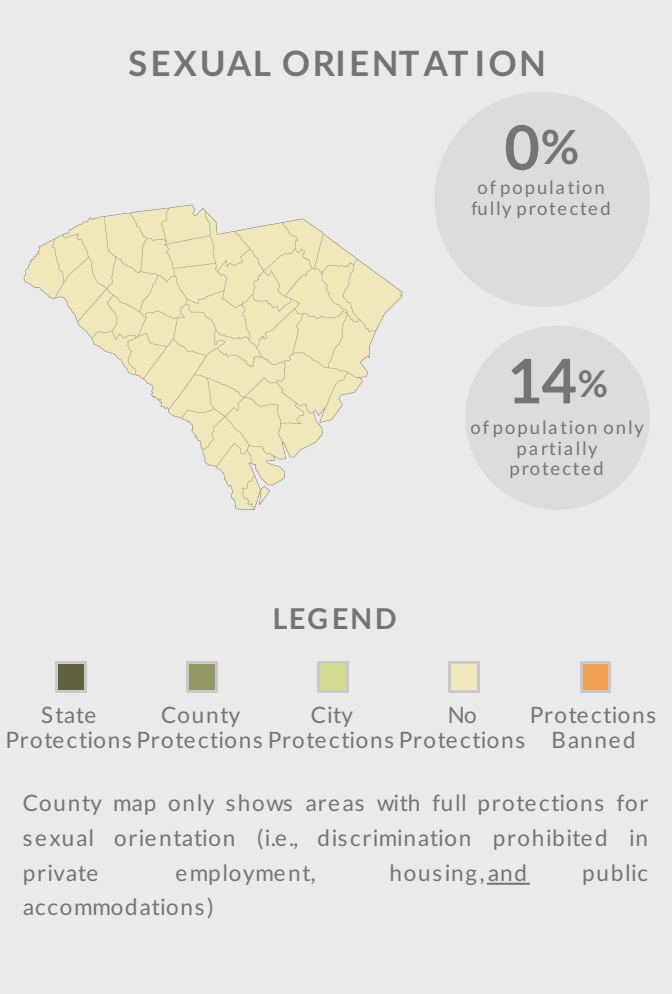 SEXUAL ORIENTATION
0%
of population
fully protected
14%
of population only
partially
protected
LEGEND
State
Protections
County
Protections
City
Protections
No
Protections
Protections
Banned
County map only shows areas with full protections for
sexual orientation (i.e., discrimination prohibited in
private employment, housing,and public
accommodations)